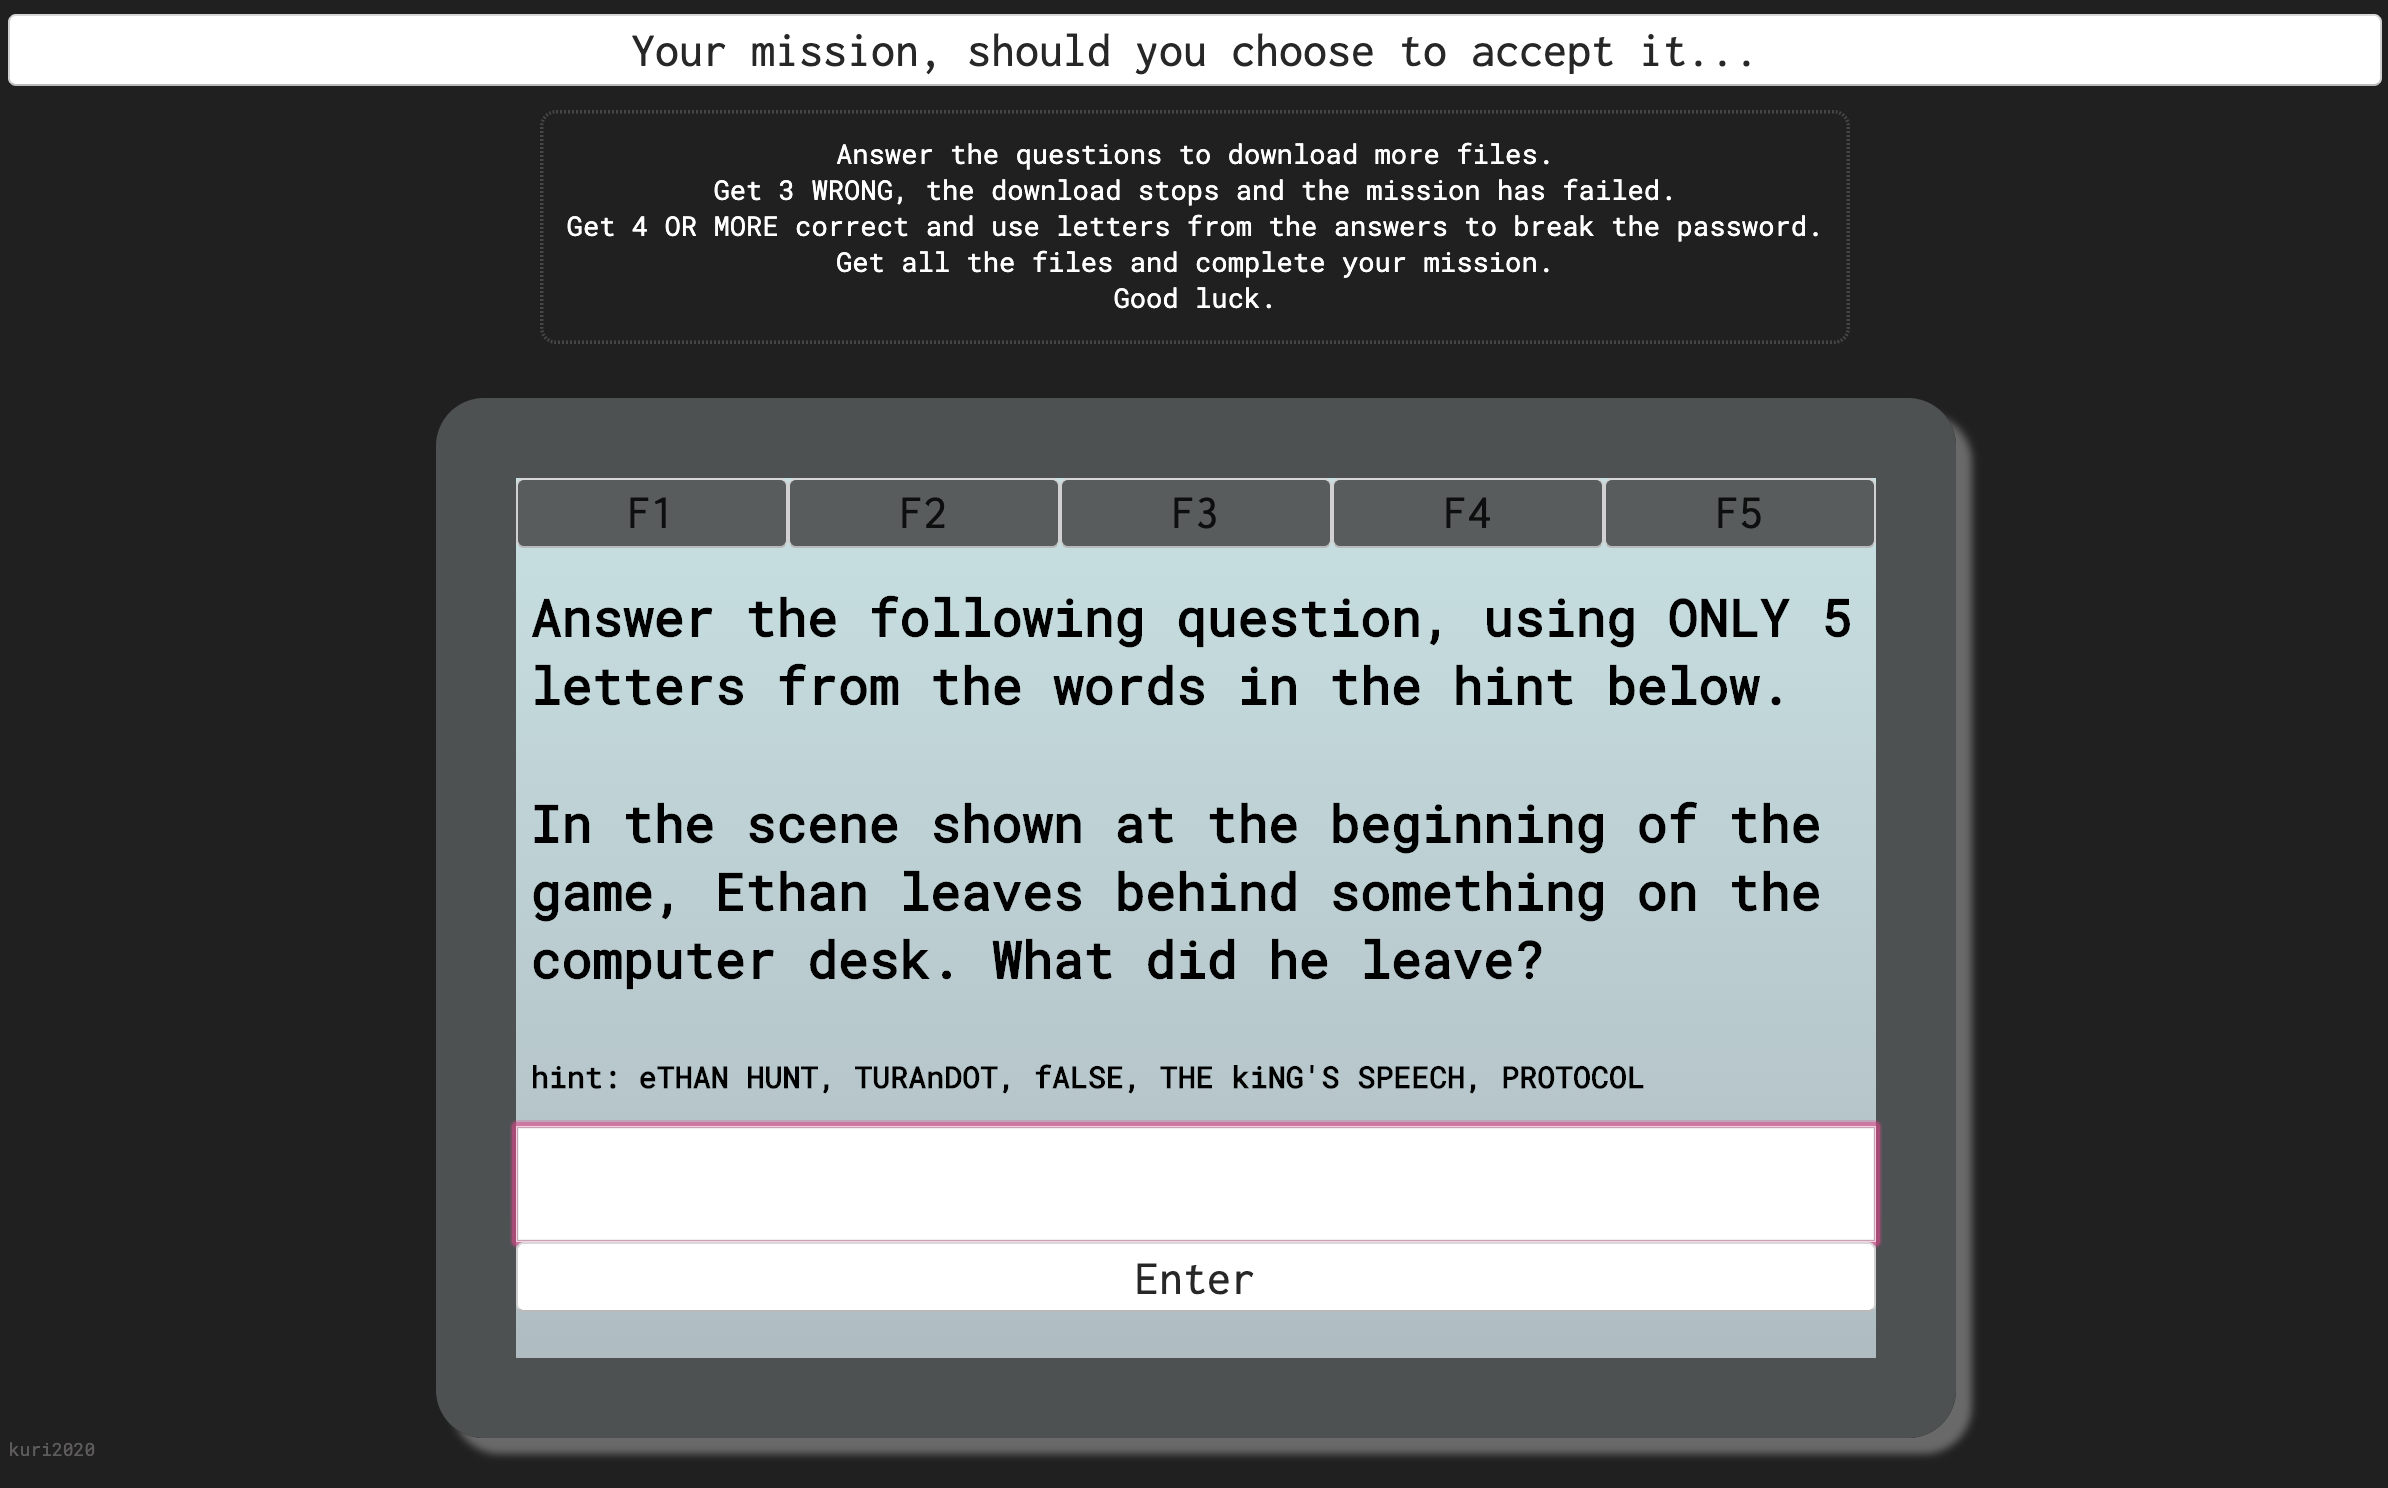 Your mission, should you choose to accept it...
Answer the questions to download more files.
Get 3 WRONG, the download stops and the mission has failed.
Get 4 OR MORE correct and use letters from the answers to break the password.
Get all the files and complete your mission.
Good luck.
F1 F2 F3 F4 F5
Answer the following question, using ONLY 5
letters from the words in the hint below.
In the scene shown at the beginning of the
game, Ethan leaves behind something on the
computer desk. What did he leave?
hint: eTHAN HUNT, TURAnDOT, fALSE, THE kiNG'S SPEECH, PROTOCOL
Enter
kuri2020